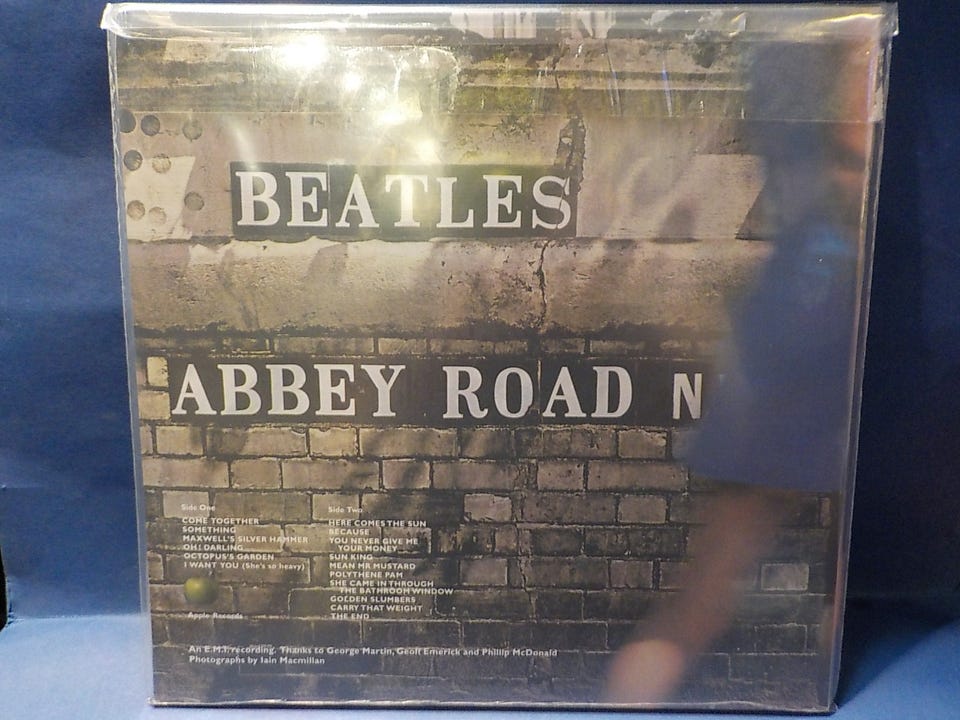 BEATLES
ABBEY ROAD N
Side One
COME TOGETHER
SOMETHING
MAXWELL'S SILVER HAMMER
OH! DARLING
OCTOPUS'S GARDEN
I WANT YOU (She's so heavy)
Apple Records
Side Two
HERE COMES THE SUN
BECAUSE
YOU NEVER GIVE ME
YOUR MONEY
SUN KING
MEAN MR MUSTARD
POLYTHENE PAM
SHE CAME IN THROUGH
THE BATHROOM WINDOW
GOLDEN SLUMBERS
CARRY THAT WEIGHT
THE END
An E.M.I. recording. Thanks to George Martin, Geoff Emerick and Phillip McDonald
Photographs by Iain Macmillan